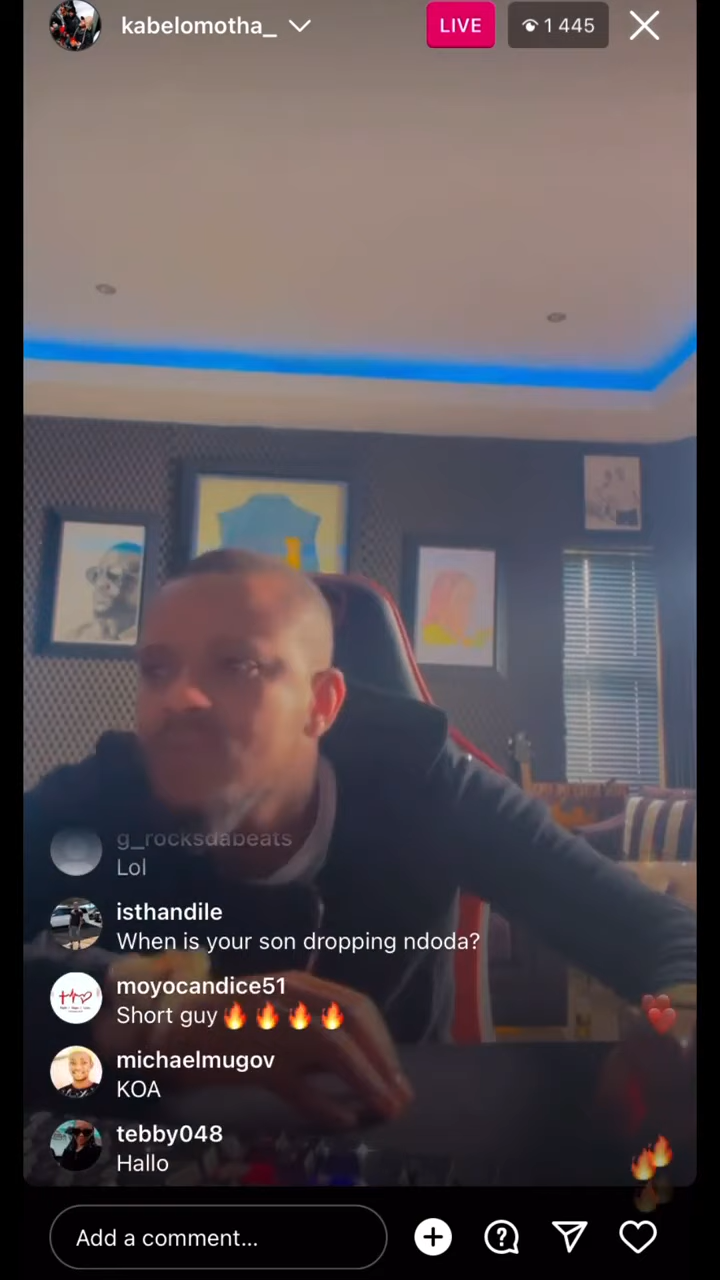 kabelomotha_
LIVE
1 445
g_rocksdabeats
Lol
isthandile
When is your son dropping ndoda?
moyocandice51
Short guy 🔥 🔥 🔥 🔥
michaelmugov
KOA
tebby048
Hallo
Add a comment...